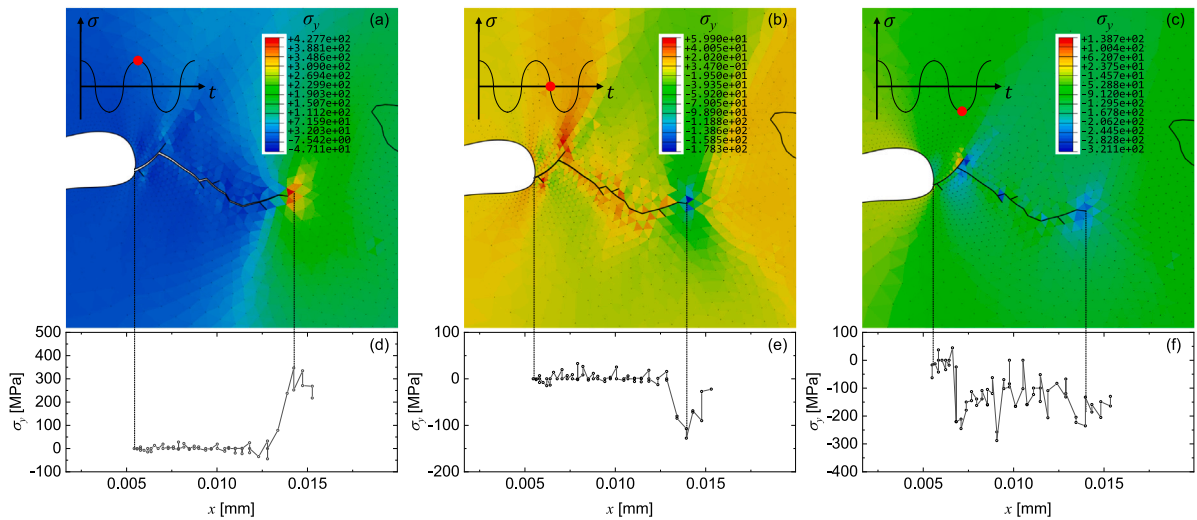 (a)
σ
t
σy
+4.277e+02
+3.881e+02
+3.486e+02
+3.090e+02
+2.694e+02
+2.299e+02
+1.903e+02
+1.507e+02
+1.112e+02
+7.160e+01
+3.203e+01
-7.542e+00
-4.711e+01
(b)
σ
t
σy
+5.990e+01
+4.005e+01
+2.020e+01
+3.470e-01
-1.950e+01
-3.935e+01
-5.920e+01
-7.905e+01
-9.890e+01
-1.188e+02
-1.386e+02
-1.585e+02
-1.783e+02
(c)
σ
t
σy
+1.387e+02
+1.004e+02
+6.207e+01
+2.375e+01
-1.457e+01
-5.288e+01
-9.120e+01
-1.295e+02
-1.678e+02
-2.062e+02
-2.445e+02
-2.828e+02
-3.211e+02
(d)
σy [MPa]
500
400
300
200
100
0
-100
0.005
0.010
0.015
x [mm]
(e)
σy [MPa]
100
0
-100
-200
0.005
0.010
0.015
x [mm]
(f)
σy [MPa]
100
0
-100
-200
-300
-400
0.005
0.010
0.015
x [mm]